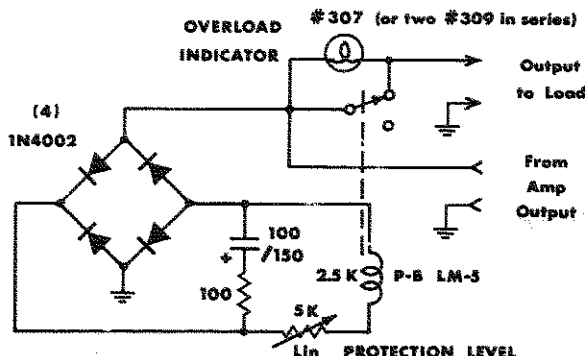 #307 (or two #309 in series)
OVERLOAD
INDICATOR
Output
to Load
(4)
1N4002
From
Amp
Output
100
/150
+
2.5K
P-B LM-5
100
5K
Lin
PROTECTION LEVEL